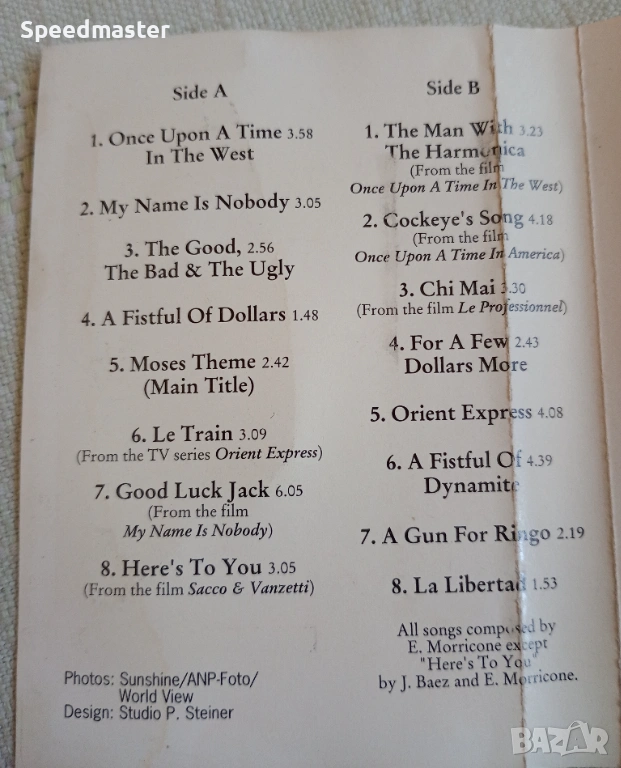 Speedmaster
Side A
1. Once Upon A Time 3.58
In The West
2. My Name Is Nobody 3.05
3. The Good, 2.56
The Bad & The Ugly
4. A Fistful Of Dollars 1.48
5. Moses Theme 2.42
(Main Title)
6. Le Train 3.09
(From the TV series Orient Express)
7. Good Luck Jack 6.05
(From the film
My Name Is Nobody)
8. Here's To You 3.05
(From the film Sacco & Vanzetti)
Photos: Sunshine/ANP-Foto/
World View
Design: Studio P. Steiner
Side B
1. The Man With 3.23
The Harmonica
(From the film
Once Upon A Time In The West)
2. Cockeye's Song 4.18
(From the film
Once Upon A Time In America)
3. Chi Mai 3.30
(From the film Le Professionnel)
4. For A Few 2.43
Dollars More
5. Orient Express 4.08
6. A Fistful Of 4.39
Dynamite
7. A Gun For Ringo 2.19
8. La Libertad 1.53
All songs composed by
E. Morricone except
"Here's To You"
by J. Baez and E. Morricone.
BAZAR